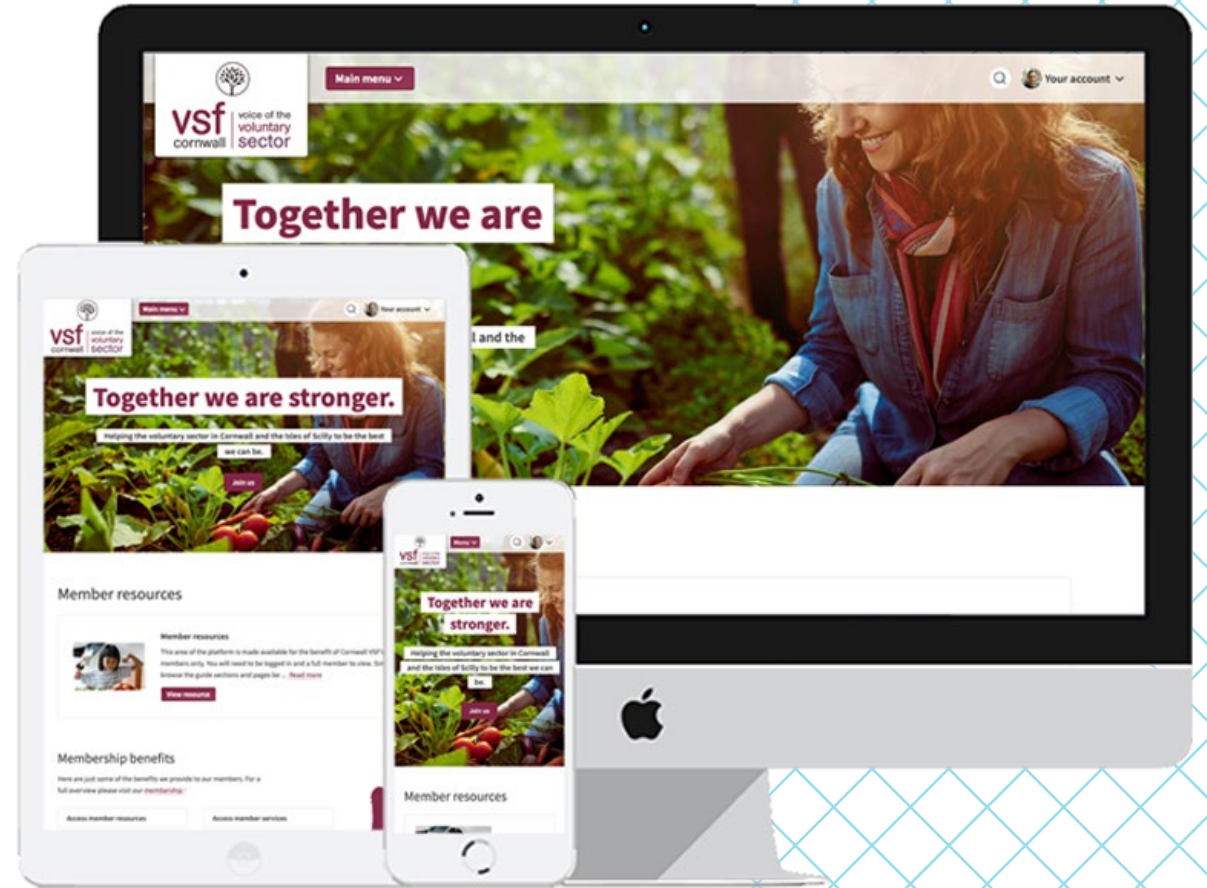 vsf
cornwall
voice of the
voluntary
sector
Main menu
Your account
Together we are
l and the
vsf
cornwall
voice of the
voluntary
sector
Main menu
Your account
Together we are stronger.
Helping the voluntary sector in Cornwall and the Isles of Scilly to be the best
we can be.
Join us
Member resources
Member resources
This area of the platform is made available for the benefit of Cornwall VSF
members only. You will need to be logged in and a full member to view.
browse the guide sections and pages be ... Read more
View resource
Membership benefits
Here are just some of the benefits we provide to our members. For a
full overview please visit our membership
Access member resources
Access member services
vsf
cornwall
sector
Menu
Together we are
stronger.
Helping the voluntary sector in Cornwall
and the Isles of Scilly to be the best we can
be.
Join us
Member resources